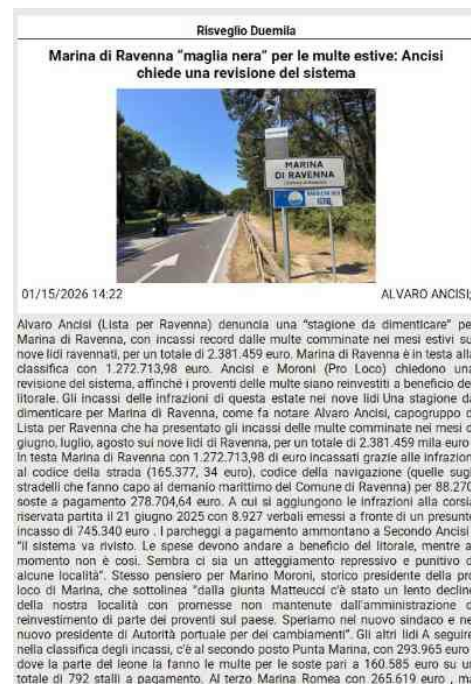 Risveglio Duemila
Marina di Ravenna "maglia nera" per le multe estive: Ancisi
chiede una revisione del sistema
MARINA
DI RAVENNA
01/15/2026 14:22
ALVARO ANCISI;
Alvaro Ancisi (Lista per Ravenna) denuncia una "stagione da dimenticare" pe
Marina di Ravenna, con incassi record dalle multe comminate nei mesi estivi su
nove lidi ravennati, per un totale di 2.381.459 euro. Marina di Ravenna è in testa alla
classifica con 1.272.713,98 euro. Ancisi e Moroni (Pro Loco) chiedono una
revisione del sistema, affinché i proventi delle multe siano reinvestiti a beneficio de
litorale. Gli incassi delle infrazioni di questa estate nei nove lidi Una stagione da
dimenticare per Marina di Ravenna, come fa notare Alvaro Ancisi, capogruppo d
Lista per Ravenna che ha presentato gli incassi delle multe comminate nei mesi d
giugno, luglio, agosto sui nove lidi di Ravenna, per un totale di 2.381.459 mila euro
In testa Marina di Ravenna con 1.272.713,98 di euro incassati grazie alle infrazion
al codice della strada (165.377, 34 euro), codice della navigazione (quelle sugl
stradelli che fanno capo al demanio marittimo del Comune di Ravenna) per 88.270
soste a pagamento 278.704,64 euro. A cui si aggiungono le infrazioni alla corsia
riservata partita il 21 giugno 2025 con 8.927 verbali emessi a fronte di un presunto
incasso di 745.340 euro . I parcheggi a pagamento ammontano a Secondo Ancisi
"il sistema va rivisto. Le spese devono andare a beneficio del litorale, mentre a
momento non è così. Sembra ci sia un atteggiamento repressivo e punitivo d
alcune località". Stesso pensiero per Marino Moroni, storico presidente della pro
loco di Marina, che sottolinea "dalla giunta Matteucci c'è stato un lento declino
della nostra località con promesse non mantenute dall'amministrazione d
reinvestimento di parte dei proventi sul paese. Speriamo nel nuovo sindaco e ne
nuovo presidente di Autorità portuale per dei cambiamenti". Gli altri lidi A seguire
nella classifica degli incassi, c'è al secondo posto Punta Marina, con 293.965 euro
dove la parte del leone la fanno le multe per le soste pari a 160.585 euro su un
totale di 792 stalli a pagamento. Al terzo Marina Romea con 265.619 euro , ma